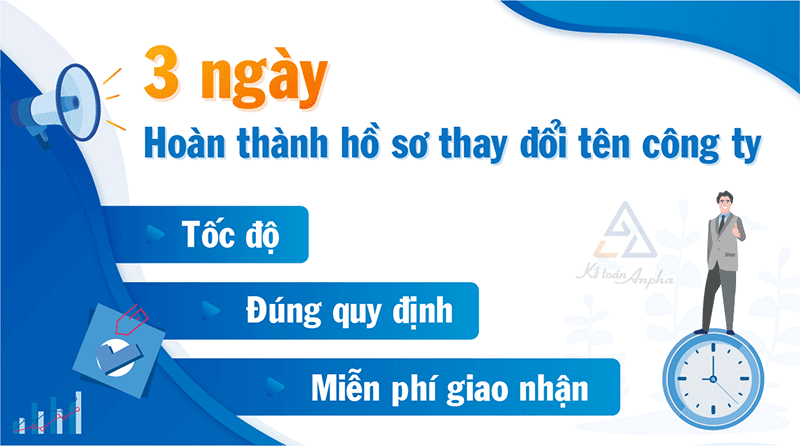 3 ngày
Hoàn thành hồ sơ thay đổi tên công ty
Tốc độ
Kế toán Anpha
Đúng quy định
Miễn phí giao nhận